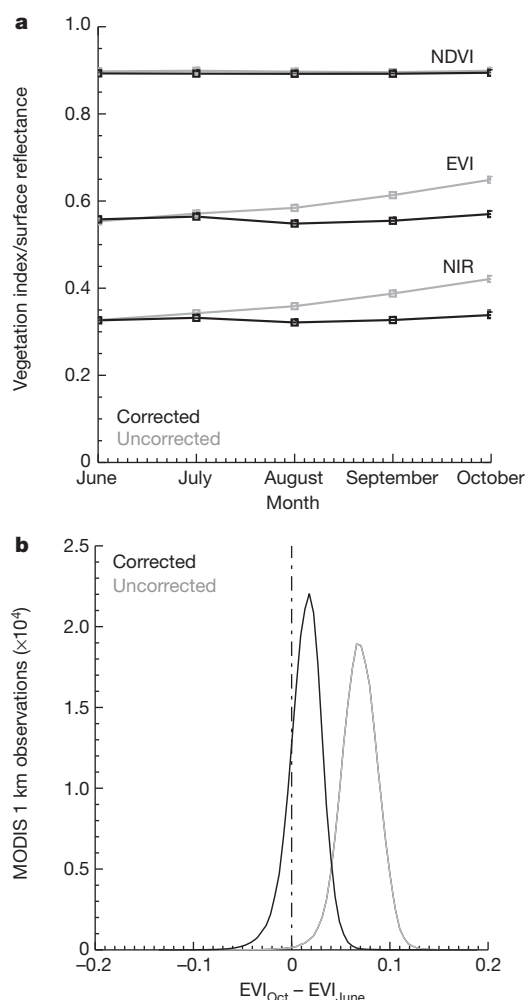 a
1.0
NDVI
0.8
EVI
0.6
NIR
0.4
0.2
0
Vegetation index/surface reflectance
Corrected
Uncorrected
June July August September October
Month
b
2.5
2.0
1.5
1.0
0.5
0
MODIS 1 km observations (×10⁴)
Corrected
Uncorrected
−0.2 −0.1 0 0.1 0.2
EVI_Oct − EVI_June